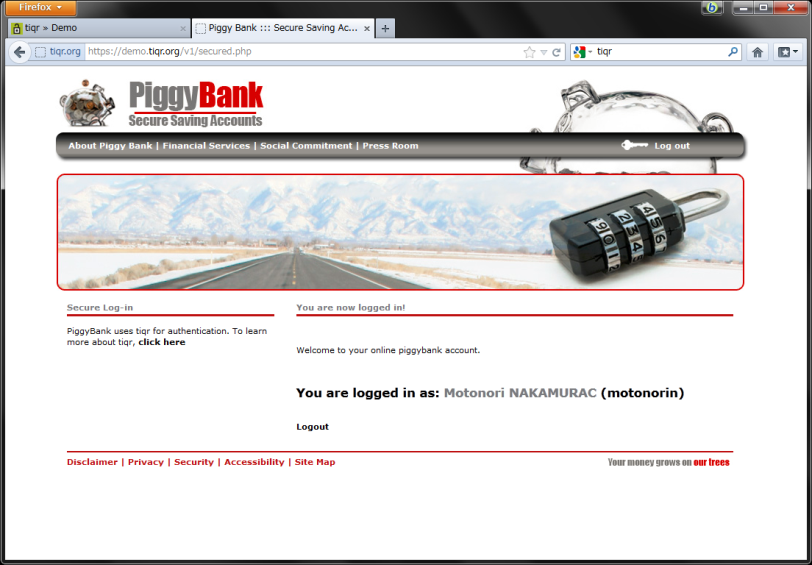 Firefox
tiqr » Demo
Piggy Bank ::: Secure Saving Ac...
tiqr.org
https://demo.tiqr.org/v1/secured.php
tiqr
PiggyBank
Secure Saving Accounts
About Piggy Bank | Financial Services | Social Commitment | Press Room
Log out
Secure Log-in
You are now logged in!
PiggyBank uses tiqr for authentication. To learn
more about tiqr, click here
Welcome to your online piggybank account.
You are logged in as: Motonori NAKAMURAC (motonorin)
Logout
Disclaimer | Privacy | Security | Accessibility | Site Map
Your money grows on our trees